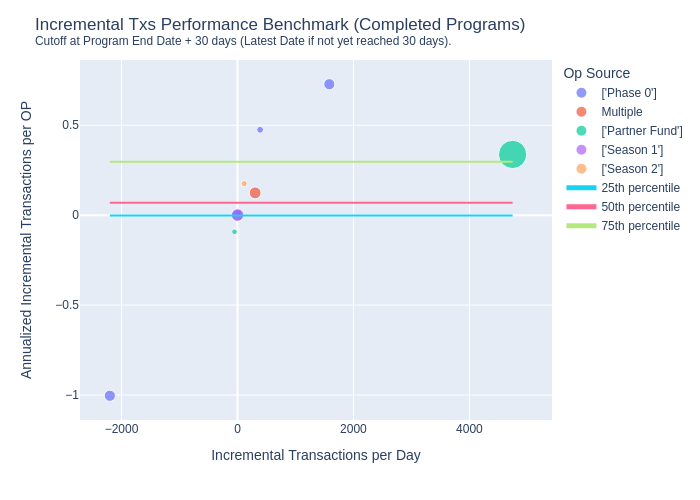 Incremental Txs Performance Benchmark (Completed Programs)
Cutoff at Program End Date + 30 days (Latest Date if not yet reached 30 days).
Annualized Incremental Transactions per OP
0.5
0
−0.5
−1
−2000
0
2000
4000
Incremental Transactions per Day
Op Source
['Phase 0']
Multiple
['Partner Fund']
['Season 1']
['Season 2']
25th percentile
50th percentile
75th percentile